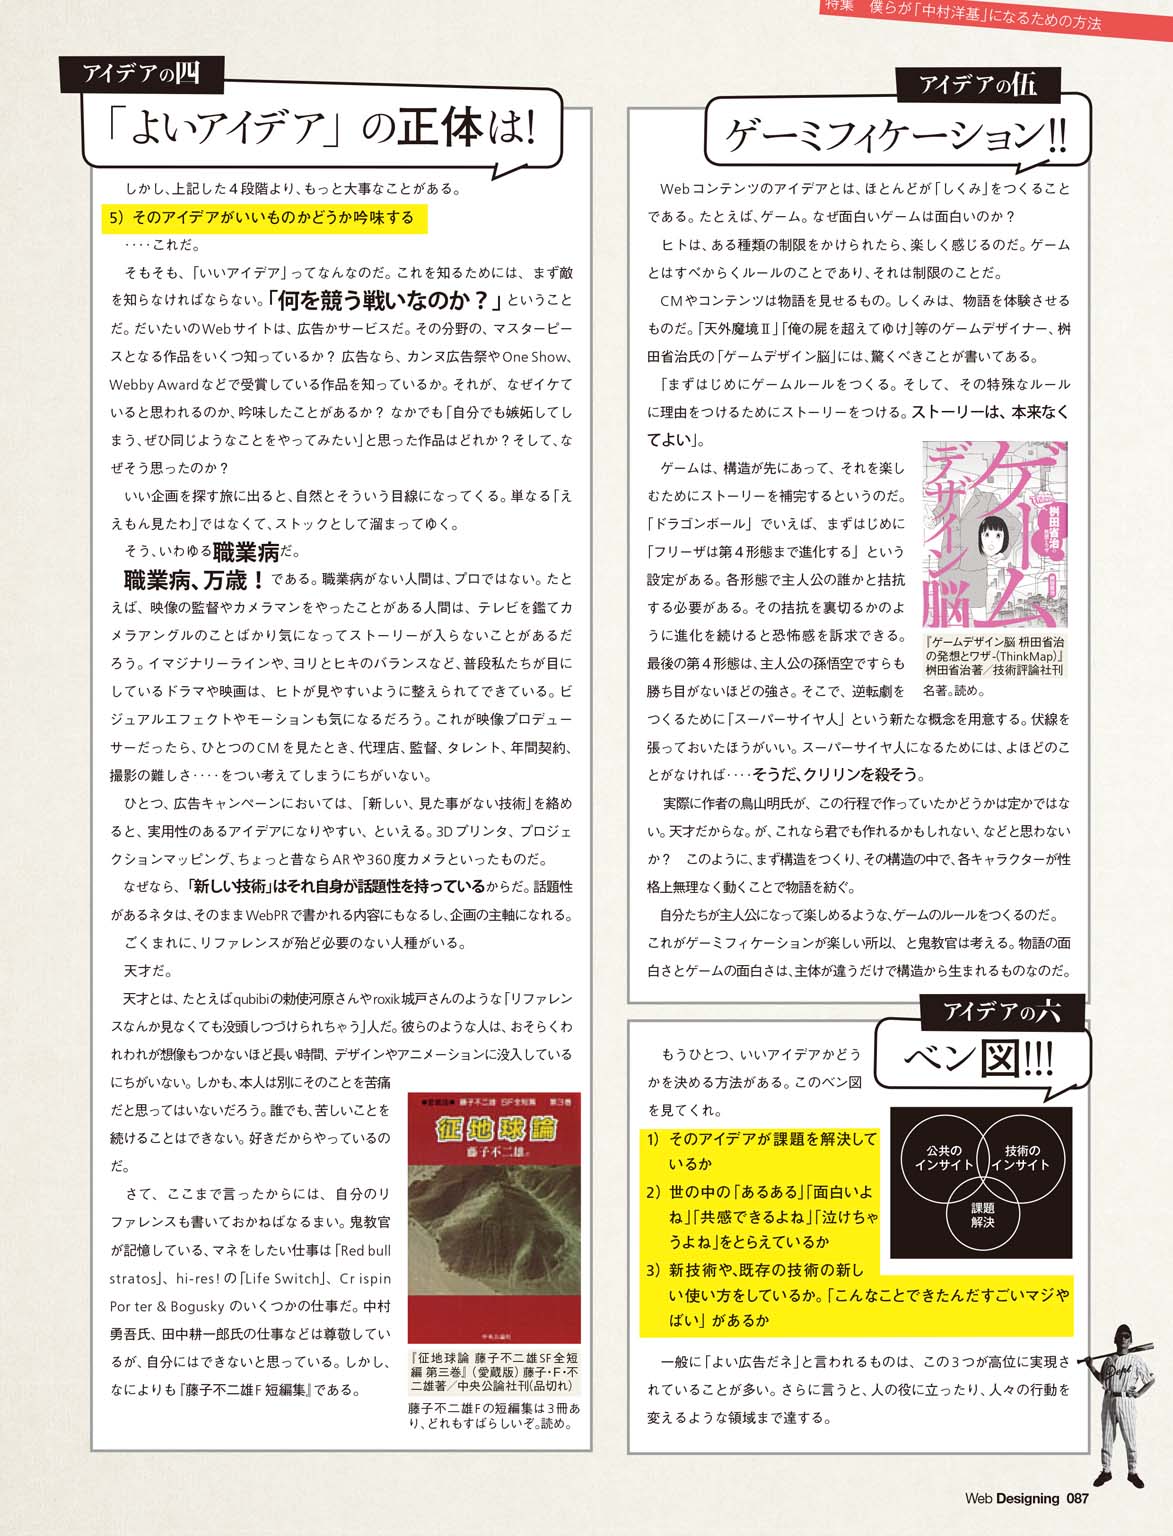 特集　僕らが「中村洋基」になるための方法
アイデアの四
「よいアイデア」の正体は!
しかし、上記した４段階より、もっと大事なことがある。
5）そのアイデアがいいものかどうか吟味する
‥‥これだ。
そもそも、「いいアイデア」ってなんなのだ。これを知るためには、まず敵
を知らなければならない。「何を競う戦いなのか？」ということ
だ。だいたいのWebサイトは、広告かサービスだ。その分野の、マスターピー
スとなる作品をいくつ知っているか？ 広告なら、カンヌ広告祭やOne Show、
Webby Awardなどで受賞している作品を知っているか。それが、なぜイケて
いると思われるのか、吟味したことがあるか？ なかでも「自分でも嫉妬してし
まう、ぜひ同じようなことをやってみたい」と思った作品はどれか？そして、な
ぜそう思ったのか？
いい企画を探す旅に出ると、自然とそういう目線になってくる。単なる「え
えもん見たわ」ではなくて、ストックとして溜まってゆく。
そう、いわゆる職業病だ。
職業病、万歳！である。職業病がない人間は、プロではない。たと
えば、映像の監督やカメラマンをやったことがある人間は、テレビを鑑てカ
メラアングルのことばかり気になってストーリーが入らないことがあるだ
ろう。イマジナリーラインや、ヨリとヒキのバランスなど、普段私たちが目に
しているドラマや映画は、ヒトが見やすいように整えられてできている。ビ
ジュアルエフェクトやモーションも気になるだろう。これが映像プロデュー
サーだったら、ひとつのCMを見たとき、代理店、監督、タレント、年間契約、
撮影の難しさ‥‥をつい考えてしまうにちがいない。
ひとつ、広告キャンペーンにおいては、「新しい、見た事がない技術」を絡め
ると、実用性のあるアイデアになりやすい、といえる。3Dプリンタ、プロジェ
クションマッピング、ちょっと昔ならARや360度カメラといったものだ。
なぜなら、「新しい技術」はそれ自身が話題性を持っているからだ。話題性
があるネタは、そのままWebPRで書かれる内容にもなるし、企画の主軸になれる。
ごくまれに、リファレンスが殆ど必要のない人種がいる。
天才だ。
天才とは、たとえばqubibiの勅使河原さんやroxik城戸さんのような「リファレン
スなんか見なくても没頭しつづけられちゃう」人だ。彼らのような人は、おそらくわ
れわれが想像もつかないほど長い時間、デザインやアニメーションに没入している
にちがいない。しかも、本人は別にそのことを苦痛
だと思ってはいないだろう。誰でも、苦しいことを
続けることはできない。好きだからやっているの
だ。
さて、ここまで言ったからには、自分のリ
ファレンスも書いておかねばなるまい。鬼教官
が記憶している、マネをしたい仕事は「Red bull
stratos」、hi-res!の「Life Switch」、Cr ispin
Por ter & Bogusky のいくつかの仕事だ。中村
勇吾氏、田中耕一郎氏の仕事などは尊敬してい
るが、自分にはできないと思っている。しかし、
なによりも『藤子不二雄F 短編集』である。
●愛蔵版● 藤子不二雄 SF全短篇 第3巻
征地球論
藤子不二雄Ⓕ
中央公論社
『征地球論 藤子不二雄SF全短
編 第三巻』（愛蔵版）藤子・F・不
二雄著／中央公論社刊（品切れ）
藤子不二雄Fの短編集は３冊あ
り、どれもすばらしいぞ。読め。
アイデアの伍
ゲーミフィケーション!!
Webコンテンツのアイデアとは、ほとんどが「しくみ」をつくること
である。たとえば、ゲーム。なぜ面白いゲームは面白いのか？
ヒトは、ある種類の制限をかけられたら、楽しく感じるのだ。ゲーム
とはすべからくルールのことであり、それは制限のことだ。
CMやコンテンツは物語を見せるもの。しくみは、物語を体験させる
ものだ。「天外魔境Ⅱ」「俺の屍を超えてゆけ」等のゲームデザイナー、桝
田省治氏の「ゲームデザイン脳」には、驚くべきことが書いてある。
「まずはじめにゲームルールをつくる。そして、その特殊なルール
に理由をつけるためにストーリーをつける。ストーリーは、本来なく
てよい」。
ゲームは、構造が先にあって、それを楽し
むためにストーリーを補完するというのだ。
「ドラゴンボール」でいえば、まずはじめに
「フリーザは第４形態まで進化する」という
設定がある。各形態で主人公の誰かと拮抗
する必要がある。その拮抗を裏切るかのよ
うに進化を続けると恐怖感を訴求できる。
最後の第４形態は、主人公の孫悟空ですらも
勝ち目がないほどの強さ。そこで、逆転劇を
つくるために「スーパーサイヤ人」という新たな概念を用意する。伏線を
張っておいたほうがいい。スーパーサイヤ人になるためには、よほどのこ
とがなければ‥‥そうだ、クリリンを殺そう。
実際に作者の鳥山明氏が、この行程で作っていたかどうかは定かではな
い。天才だからな。が、これなら君でも作れるかもしれない、などと思わない
か？　このように、まず構造をつくり、その構造の中で、各キャラクターが性
格上無理なく動くことで物語を紡ぐ。
自分たちが主人公になって楽しめるような、ゲームのルールをつくるのだ。
これがゲーミフィケーションが楽しい所以、と鬼教官は考える。物語の面
白さとゲームの面白さは、主体が違うだけで構造から生まれるものなのだ。
ゲームデザイン脳
桝田省治の
『ゲームデザイン脳 枡田省治
の発想とワザ-（ThinkMap）』
桝田省治著／技術評論社刊
名著。読め。
アイデアの六
ベン図!!!
もうひとつ、いいアイデアかどう
かを決める方法がある。このベン図
を見てくれ。
1）そのアイデアが課題を解決して
いるか
2）世の中の「あるある」「面白いよ
ね」「共感できるよね」「泣けちゃ
うよね」をとらえているか
3）新技術や、既存の技術の新し
い使い方をしているか。「こんなことできたんだすごいマジや
ばい」があるか
公共の
インサイト
技術の
インサイト
課題
解決
一般に「よい広告だネ」と言われるものは、この３つが高位に実現さ
れていることが多い。さらに言うと、人の役に立ったり、人々の行動を
変えるような領域まで達する。
Web Designing 087